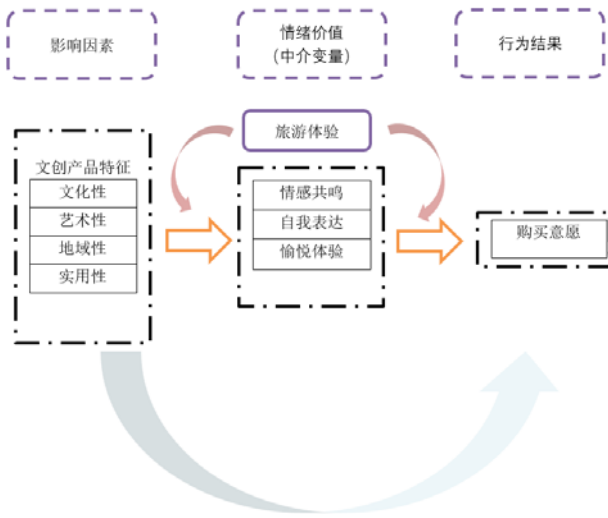 影响因素
情绪价值
(中介变量)
行为结果
旅游体验
文创产品特征
文化性
艺术性
地域性
实用性
情感共鸣
自我表达
愉悦体验
购买意愿